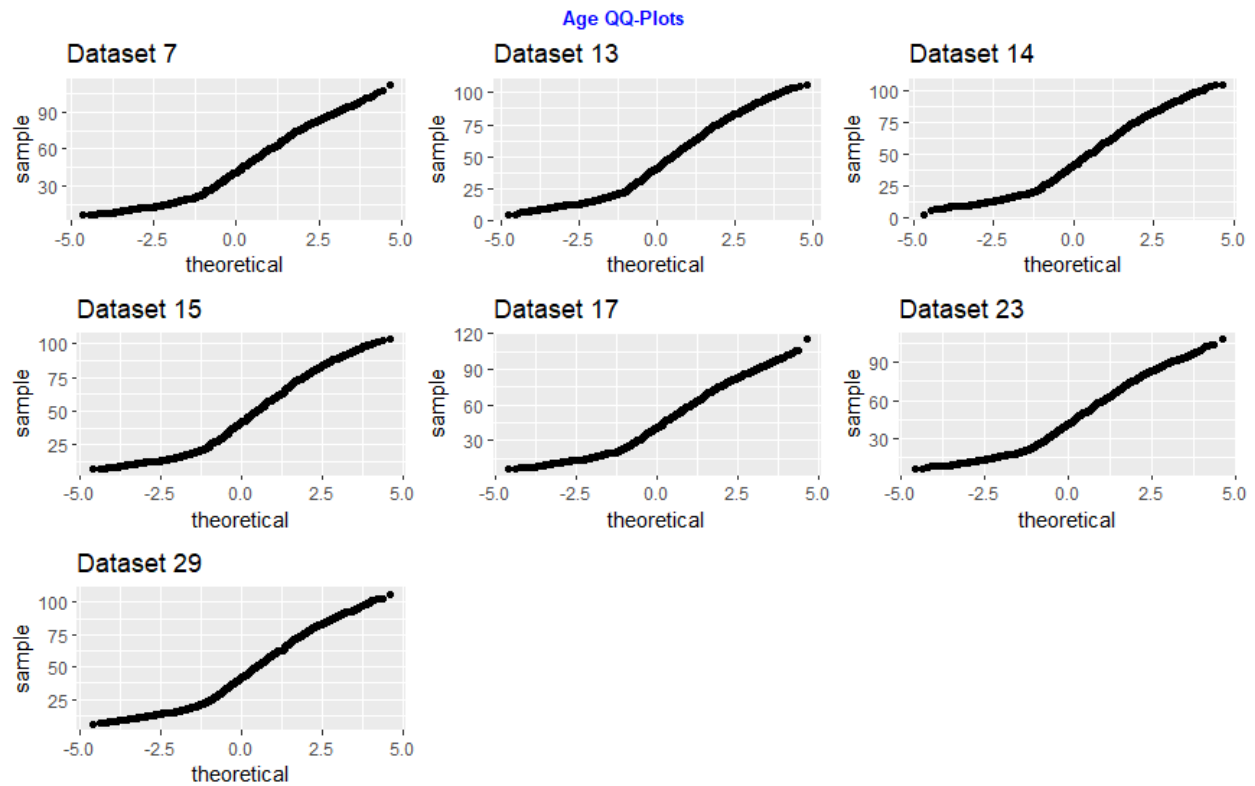 Age QQ-Plots
Dataset 7
Dataset 13
Dataset 14
sample
90
60
30
-5.0 -2.5 0.0 2.5 5.0
theoretical
sample
100
75
50
25
0
-5.0 -2.5 0.0 2.5 5.0
theoretical
sample
100
75
50
25
0
-5.0 -2.5 0.0 2.5 5.0
theoretical
Dataset 15
Dataset 17
Dataset 23
sample
100
75
50
25
-5.0 -2.5 0.0 2.5 5.0
theoretical
sample
120
90
60
30
-5.0 -2.5 0.0 2.5 5.0
theoretical
sample
90
60
30
-5.0 -2.5 0.0 2.5 5.0
theoretical
Dataset 29
sample
100
75
50
25
-5.0 -2.5 0.0 2.5 5.0
theoretical